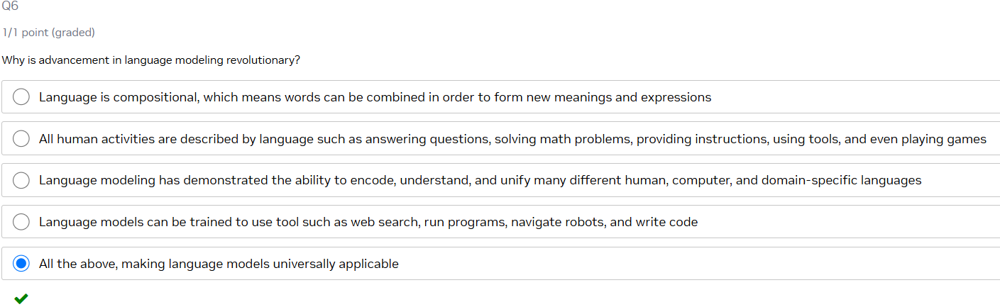 Q6
1/1 point (graded)
Why is advancement in language modeling revolutionary?
Language is compositional, which means words can be combined in order to form new meanings and expressions
All human activities are described by language such as answering questions, solving math problems, providing instructions, using tools, and even playing games
Language modeling has demonstrated the ability to encode, understand, and unify many different human, computer, and domain-specific languages
Language models can be trained to use tool such as web search, run programs, navigate robots, and write code
All the above, making language models universally applicable